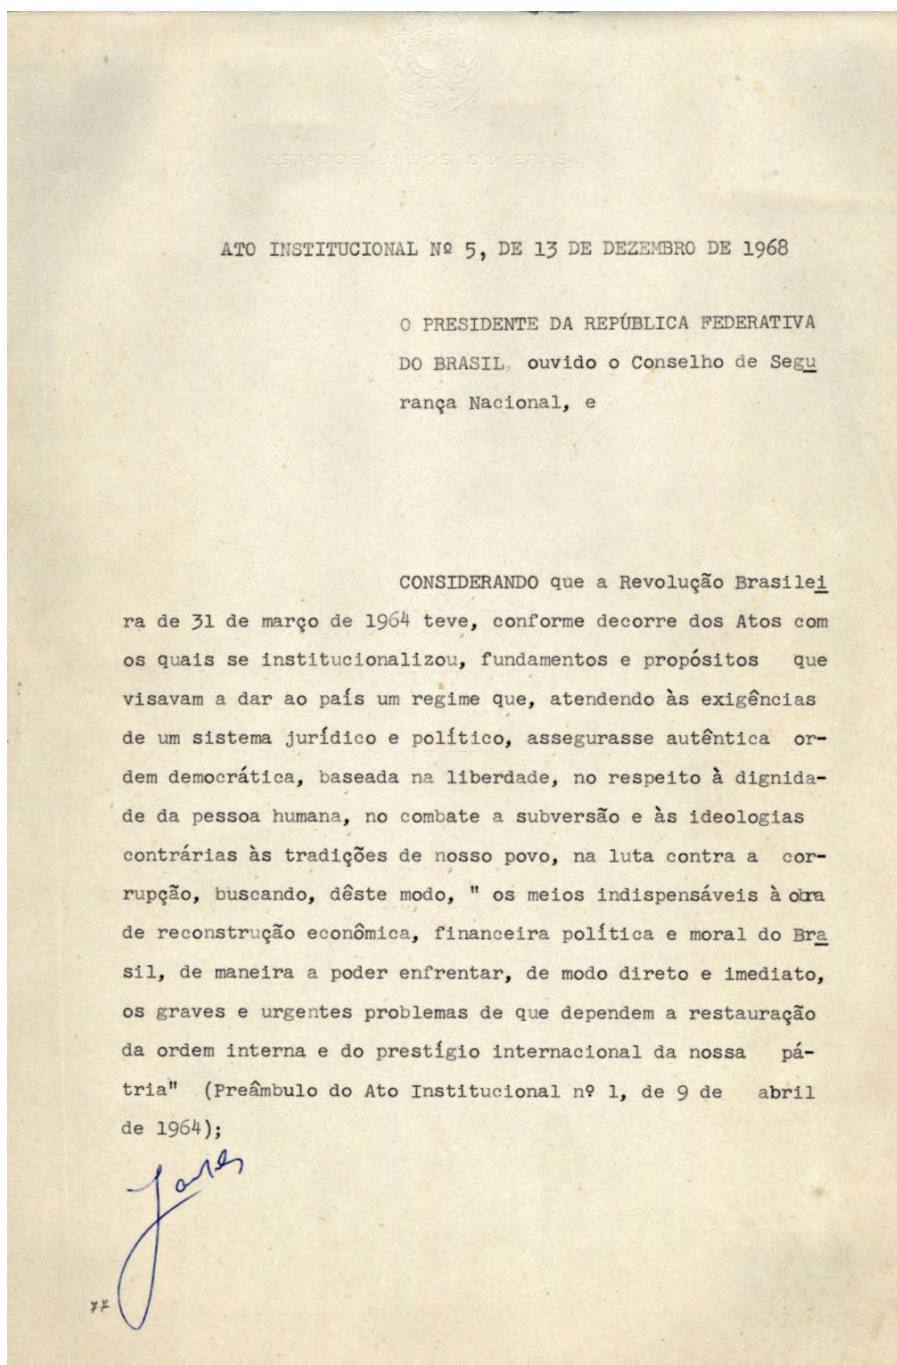 ESTADOS UNIDOS DO BRASIL
ATO INSTITUCIONAL Nº 5, DE 13 DE DEZEMBRO DE 1968
O PRESIDENTE DA REPÚBLICA FEDERATIVA
DO BRASIL, ouvido o Conselho de Segu
rança Nacional, e
CONSIDERANDO que a Revolução Brasilei
ra de 31 de março de 1964 teve, conforme decorre dos Atos com
os quais se institucionalizou, fundamentos e propósitos que
visavam a dar ao país um regime que, atendendo às exigências
de um sistema jurídico e político, assegurasse autêntica or-
dem democrática, baseada na liberdade, no respeito à dignida-
de da pessoa humana, no combate a subversão e às ideologias
contrárias às tradições de nosso povo, na luta contra a cor-
rupção, buscando, dêste modo, " os meios indispensáveis à obra
de reconstrução econômica, financeira política e moral do Bra
sil, de maneira a poder enfrentar, de modo direto e imediato,
os graves e urgentes problemas de que dependem a restauração
da ordem interna e do prestígio internacional da nossa pá-
tria" (Preâmbulo do Ato Institucional nº 1, de 9 de abril
de 1964);